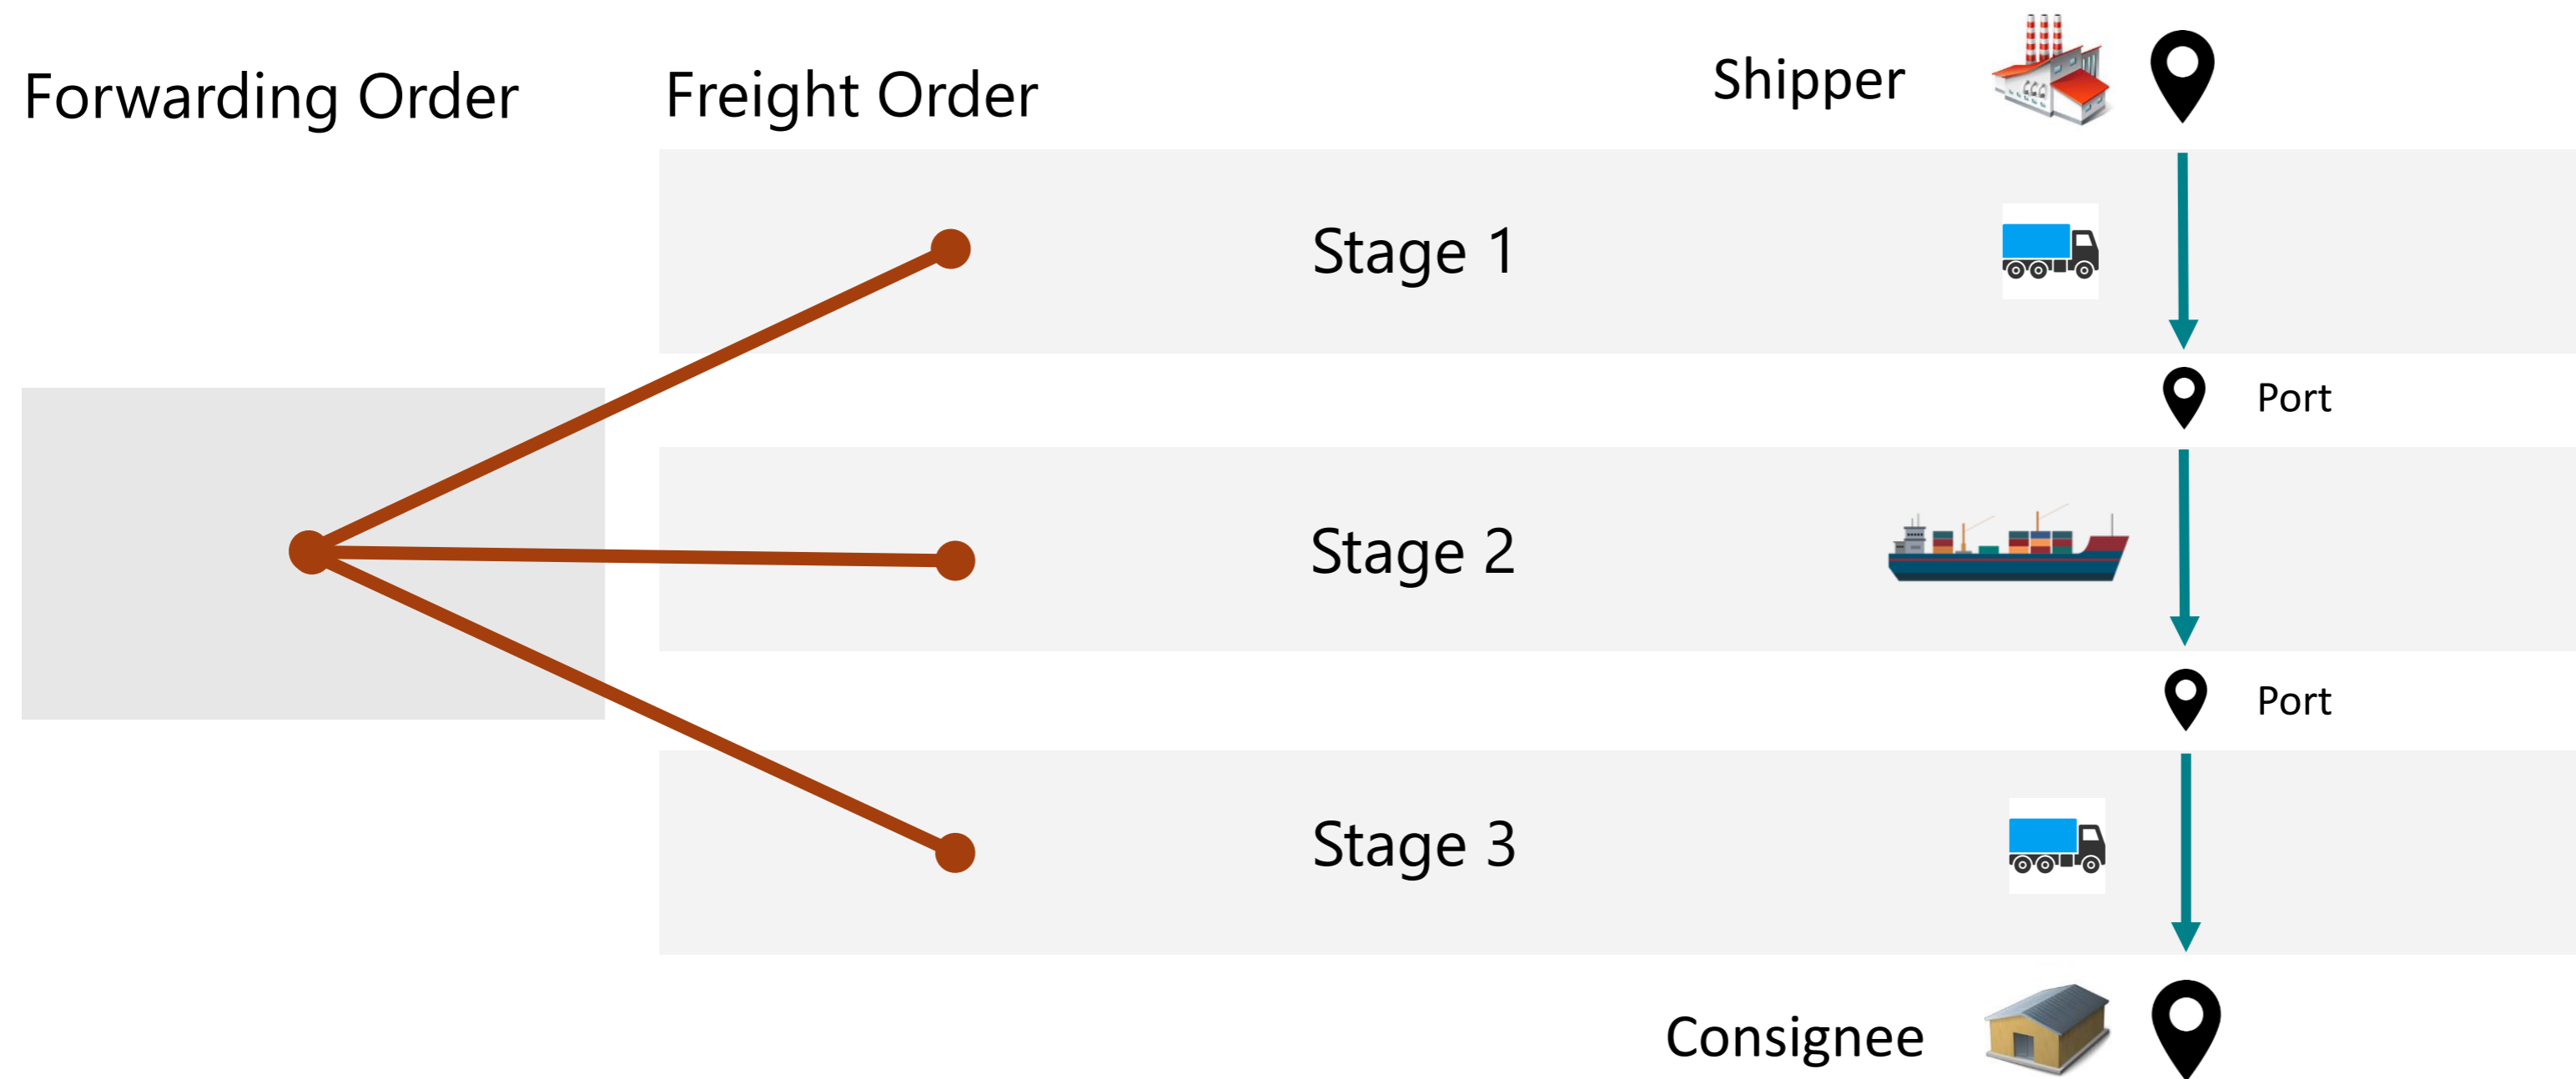 Forwarding Order
Freight Order
Shipper
Stage 1
Port
Stage 2
Port
Stage 3
Consignee